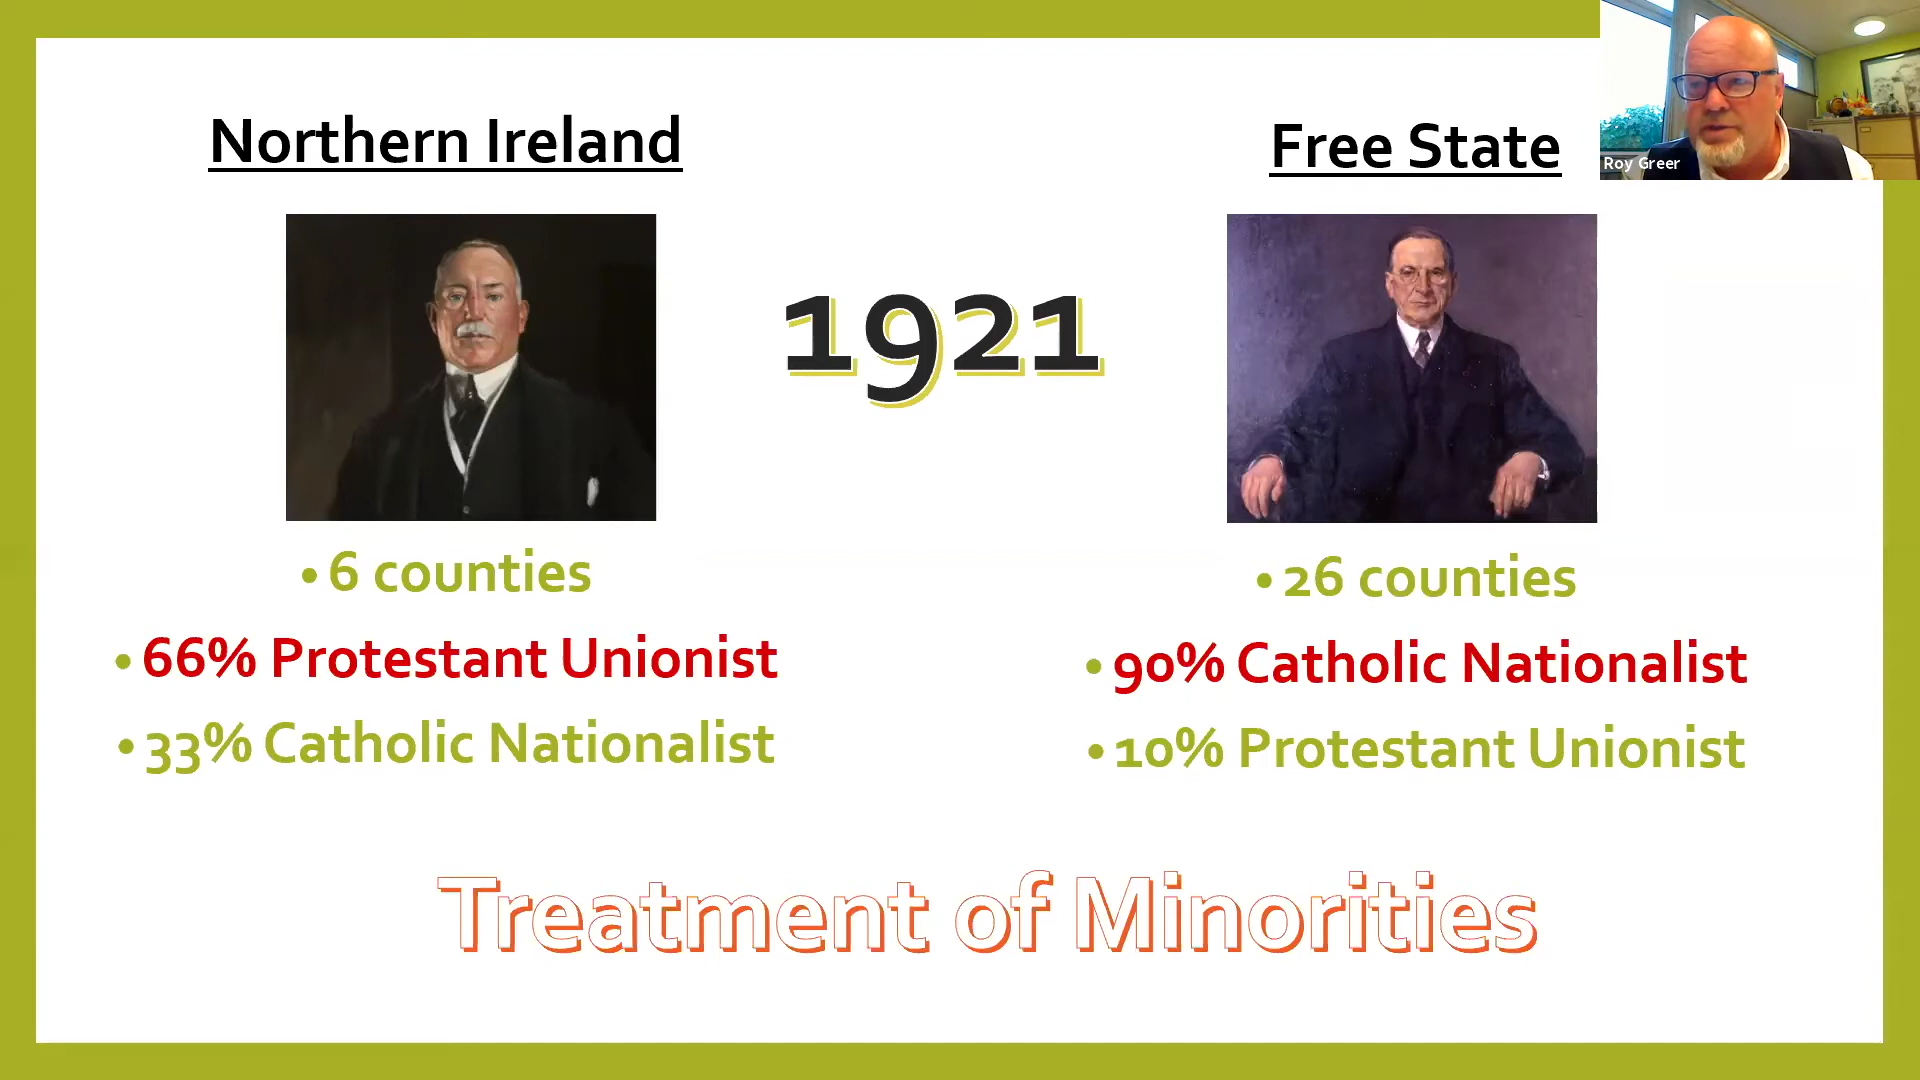 Northern Ireland
Free State
Roy Greer
1921
• 6 counties
• 66% Protestant Unionist
• 33% Catholic Nationalist
• 26 counties
• 90% Catholic Nationalist
• 10% Protestant Unionist
Treatment of Minorities